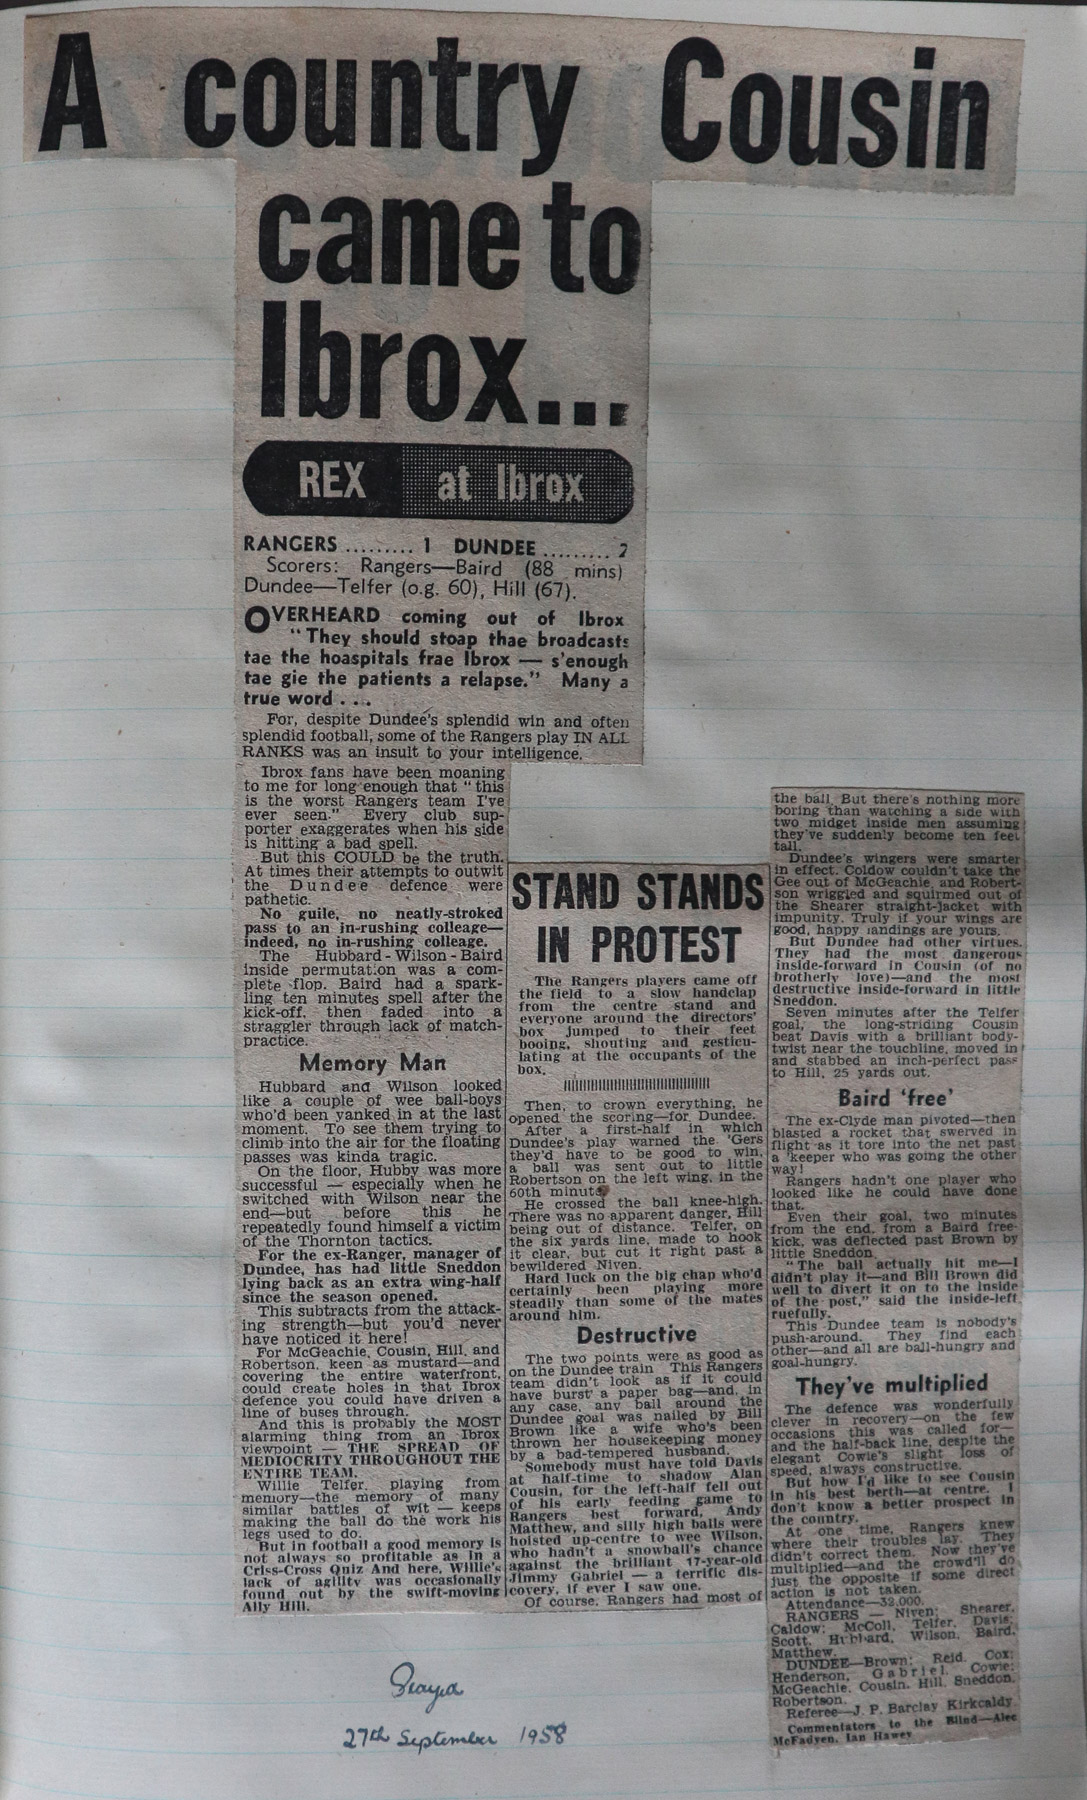 A country Cousin
came to
Ibrox...
REX at Ibrox
RANGERS ......... 1 DUNDEE ......... 2
Scorers: Rangers—Baird (88 mins)
Dundee—Telfer (o.g. 60), Hill (67).
OVERHEARD coming out of Ibrox
"They should stoap thae broadcasts
tae the hoaspitals frae Ibrox — s'enough
tae gie the patients a relapse." Many a
true word . . .
For, despite Dundee's splendid win and often
splendid football, some of the Rangers play IN ALL
RANKS was an insult to your intelligence.
Ibrox fans have been moaning
to me for long enough that "this
is the worst Rangers team I've
ever seen." Every club sup-
porter exaggerates when his side
is hitting a bad spell.
But this COULD be the truth.
At times their attempts to outwit
the Dundee defence were
pathetic.
No guile, no neatly-stroked
pass to an in-rushing colleage—
indeed, no in-rushing colleage.
The Hubbard-Wilson-Baird
inside permutation was a com-
plete flop. Baird had a spark-
ling ten minutes spell after the
kick-off, then faded into a
straggler through lack of match-
practice.
Memory Man
Hubbard and Wilson looked
like a couple of wee ball-boys
who'd been yanked in at the last
moment. To see them trying to
climb into the air for the floating
passes was kinda tragic.
On the floor, Hubby was more
successful — especially when he
switched with Wilson near the
end—but before this he
repeatedly found himself a victim
of the Thornton tactics.
For the ex-Ranger, manager of
Dundee, has had little Sneddon
lying back as an extra wing-half
since the season opened.
This subtracts from the attack-
ing strength—but you'd never
have noticed it here!
For McGeachie, Cousin, Hill, and
Robertson, keen as mustard—and
covering the entire waterfront,
could create holes in that Ibrox
defence you could have driven a
line of buses through.
And this is probably the MOST
alarming thing from an Ibrox
viewpoint — THE SPREAD OF
MEDIOCRITY THROUGHOUT THE
ENTIRE TEAM.
Willie Telfer, playing from
memory—the memory of many
similar battles of wit — keeps
making the ball do the work his
legs used to do.
But in football a good memory is
not always so profitable as in a
Criss-Cross Quiz And here, Willie's
lack of agility was occasionally
found out by the swift-moving
Ally Hill.
STAND STANDS
IN PROTEST
The Rangers players came off
the field to a slow handclap
from the centre stand and
everyone around the directors'
box jumped to their feet
booing, shouting and gesticu-
lating at the occupants of the
box.
Then, to crown everything, he
opened the scoring—for Dundee.
After a first-half in which
Dundee's play warned the 'Gers
they'd have to be good to win,
a ball was sent out to little
Robertson on the left wing, in the
60th minute.
He crossed the ball knee-high.
There was no apparent danger, Hill
being out of distance. Telfer, on
the six yards line, made to hook
it clear, but cut it right past a
bewildered Niven.
Hard luck on the big chap who'd
certainly been playing more
steadily than some of the mates
around him.
Destructive
The two points were as good as
on the Dundee train This Rangers
team didn't look as if it could
have burst a paper bag—and, in
any case, any ball around the
Dundee goal was nailed by Bill
Brown like a wife who's been
thrown her housekeeping money
by a bad-tempered husband.
Somebody must have told Davis
at half-time to shadow Alan
Cousin, for the left-half fell out
of his early feeding game to
Rangers best forward, Andy
Matthew, and silly high balls were
hoisted up-centre to wee Wilson,
who hadn't a snowball's chance
against the brilliant 17-year-old
Jimmy Gabriel — a terrific dis-
covery, if ever I saw one.
Of course, Rangers had most of
the ball. But there's nothing more
boring than watching a side with
two midget inside men assuming
they've suddenly become ten feet
tall.
Dundee's wingers were smarter
in effect. Coldow couldn't take the
Gee out of McGeachie, and Robert-
son wriggled and squirmed out of
the Shearer straight-jacket with
impunity. Truly if your wings are
good, happy landings are yours.
But Dundee had other virtues.
They had the most dangerous
inside-forward in Cousin (of no
brotherly love)—and the most
destructive inside-forward in little
Sneddon.
Seven minutes after the Telfer
goal, the long-striding Cousin
beat Davis with a brilliant body-
twist near the touchline, moved in
and stabbed an inch-perfect pass
to Hill, 25 yards out.
Baird 'free'
The ex-Clyde man pivoted—then
blasted a rocket that swerved in
flight as it tore into the net past
a 'keeper who was going the other
way!
Rangers hadn't one player who
looked like he could have done
that.
Even their goal, two minutes
from the end, from a Baird free-
kick, was deflected past Brown by
little Sneddon.
"The ball actually hit me—I
didn't play it—and Bill Brown did
well to divert it on to the inside
of the post," said the inside-left
ruefully.
This Dundee team is nobody's
push-around. They find each
other—and all are ball-hungry and
goal-hungry.
They've multiplied
The defence was wonderfully
clever in recovery—on the few
occasions this was called for—
and the half-back line, despite the
elegant Cowie's slight loss of
speed, always constructive.
But how I'd like to see Cousin
in his best berth—at centre. I
don't know a better prospect in
the country.
At one time, Rangers knew
where their troubles lay. They
didn't correct them. Now they've
multiplied—and the crowd'll do
just the opposite if some direct
action is not taken.
Attendance—33,000.
RANGERS — Niven; Shearer,
Caldow; McColl, Telfer, Davis;
Scott, Hubbard, Wilson, Baird,
Matthew.
DUNDEE—Brown; Reid, Cox;
Henderson, Gabriel, Cowie;
McGeachie, Cousin, Hill, Sneddon,
Robertson.
Referee—J. P. Barclay Kirkcaldy.
Commentators to the Blind—Alec
McFadyen, Ian Hawey
27th September 1958